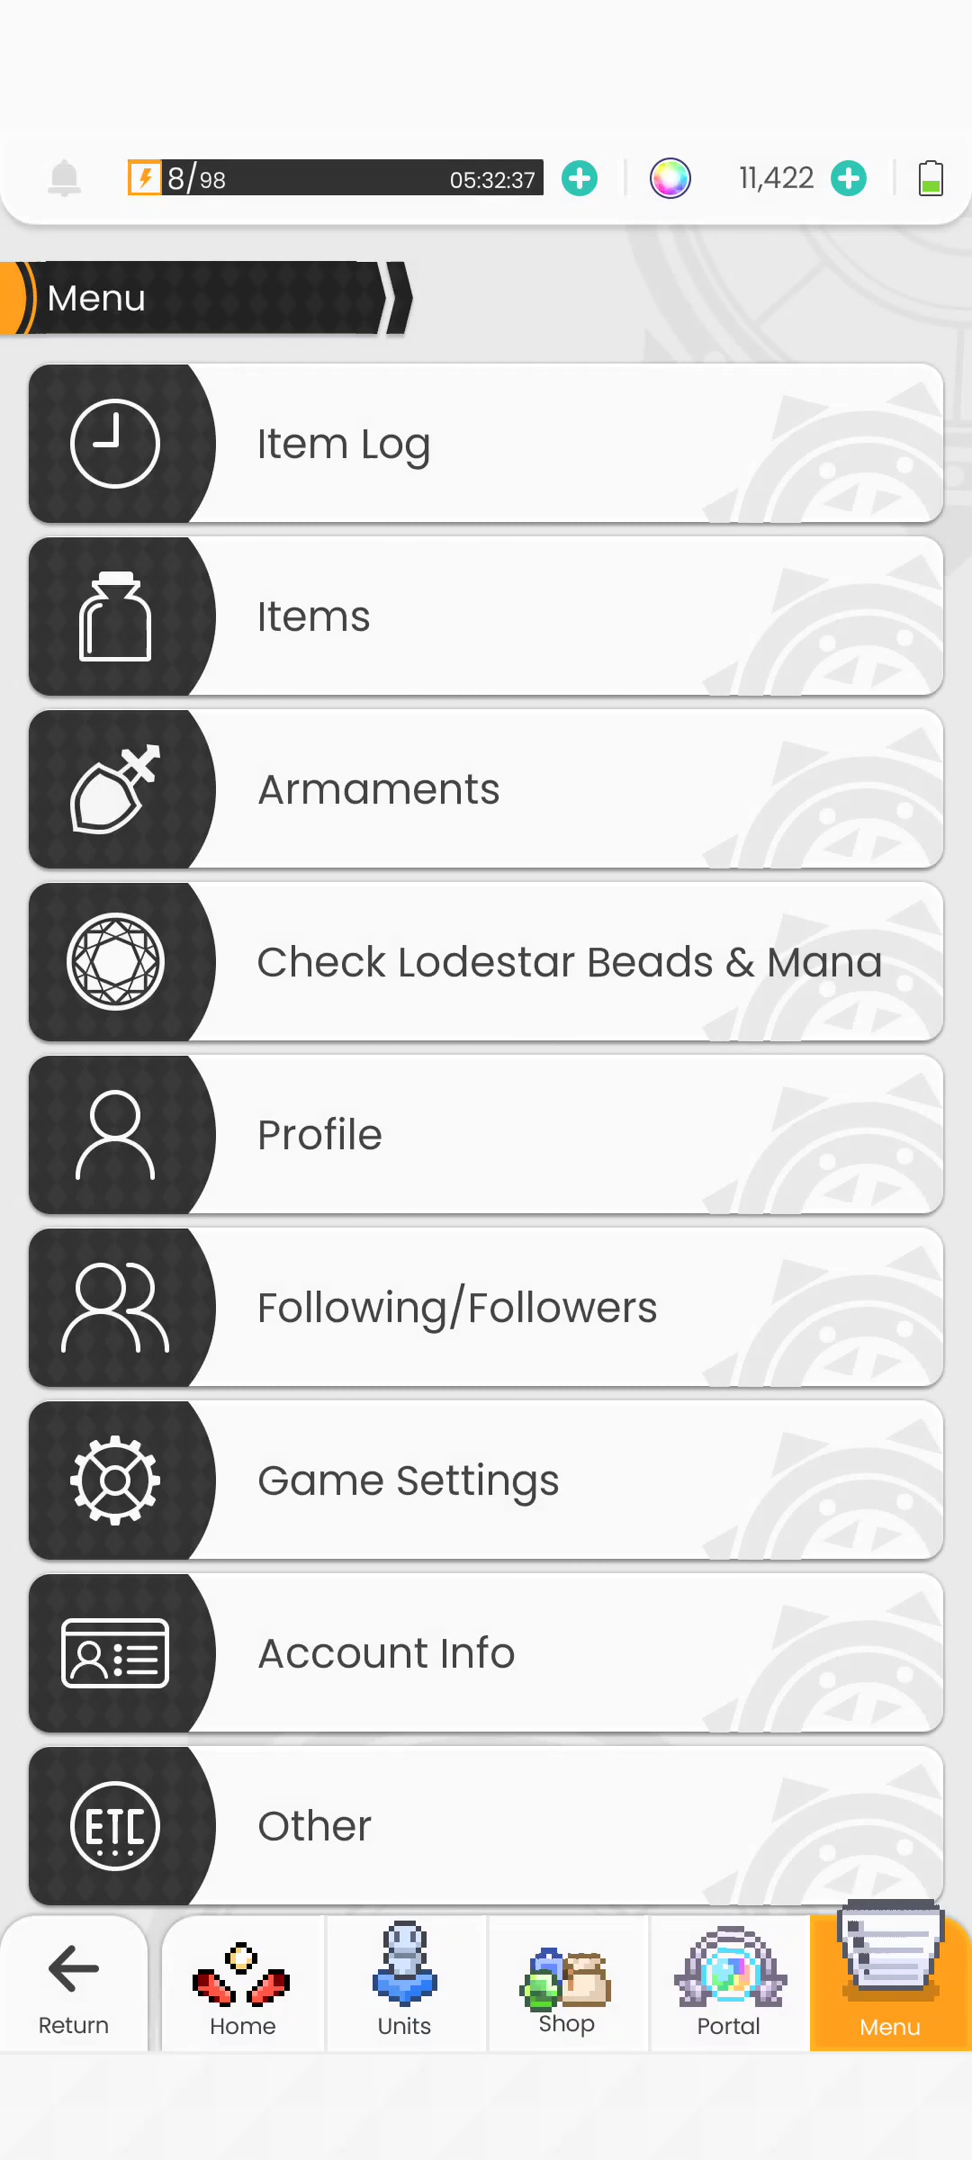 8/98 05:32:37 11,422
Menu
Item Log
Items
Armaments
Check Lodestar Beads & Mana
Profile
Following/Followers
Game Settings
Account Info
ETC
Other
Return Home Units Shop Portal Menu